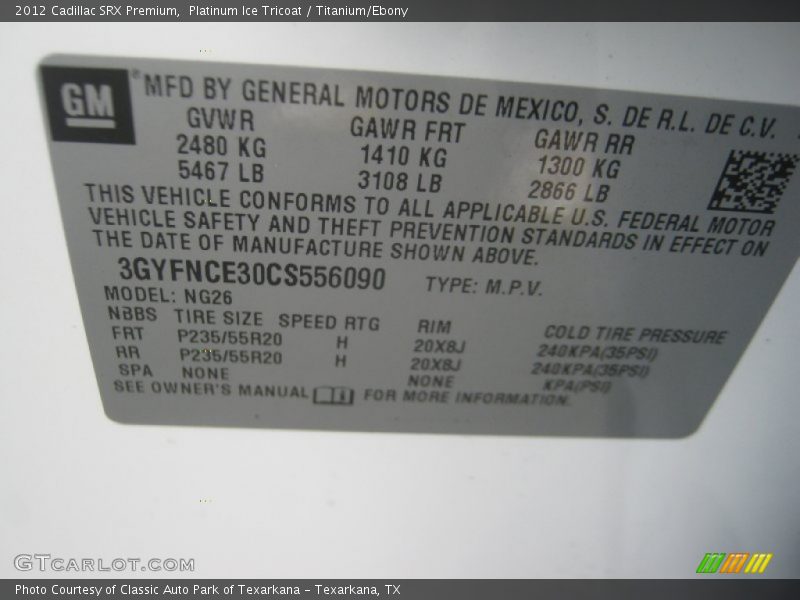 2012 Cadillac SRX Premium,  Platinum Ice Tricoat / Titanium/Ebony
GM
® MFD BY GENERAL MOTORS DE MEXICO, S. DE R.L. DE C.V.
GVWR GAWR FRT GAWR RR
2480 KG 1410 KG 1300 KG
5467 LB 3108 LB 2866 LB
THIS VEHICLE CONFORMS TO ALL APPLICABLE U.S. FEDERAL MOTOR
VEHICLE SAFETY AND THEFT PREVENTION STANDARDS IN EFFECT ON
THE DATE OF MANUFACTURE SHOWN ABOVE.
3GYFNCE30CS556090 TYPE: M.P.V.
MODEL: NG26
NBBS TIRE SIZE SPEED RTG RIM COLD TIRE PRESSURE
FRT P235/55R20 H 20X8J 240KPA(35PSI)
RR P235/55R20 H 20X8J 240KPA(35PSI)
SPA NONE NONE KPA(PSI)
SEE OWNER'S MANUAL FOR MORE INFORMATION.
GTCARLOT.COM
Photo Courtesy of Classic Auto Park of Texarkana – Texarkana, TX